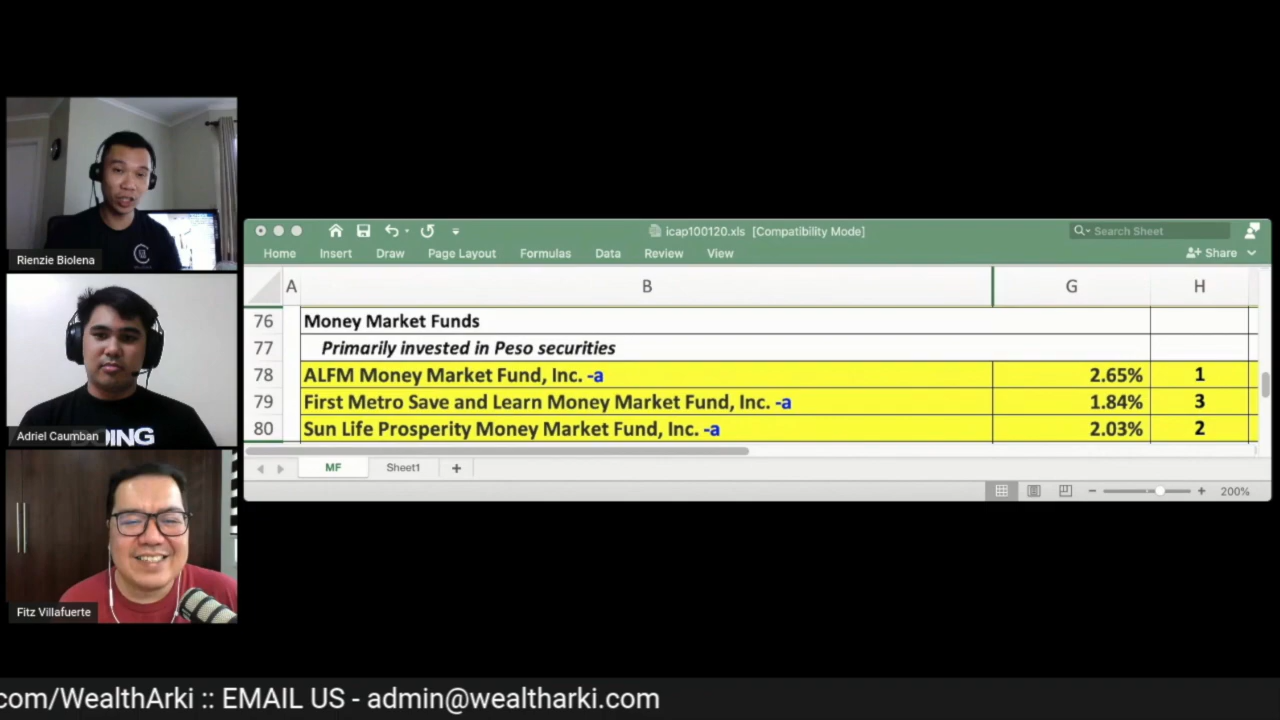 Rienzie Biolena
Adriel Caumban
DOING
Fitz Villafuerte
icap100120.xls [Compatibility Mode]
Search Sheet
Home Insert Draw Page Layout Formulas Data Review View Share
A B G H
76 Money Market Funds
77 Primarily invested in Peso securities
78 ALFM Money Market Fund, Inc. -a 2.65% 1
79 First Metro Save and Learn Money Market Fund, Inc. -a 1.84% 3
80 Sun Life Prosperity Money Market Fund, Inc. -a 2.03% 2
MF Sheet1 +
200%
com/WealthArki :: EMAIL US - admin@wealtharki.com